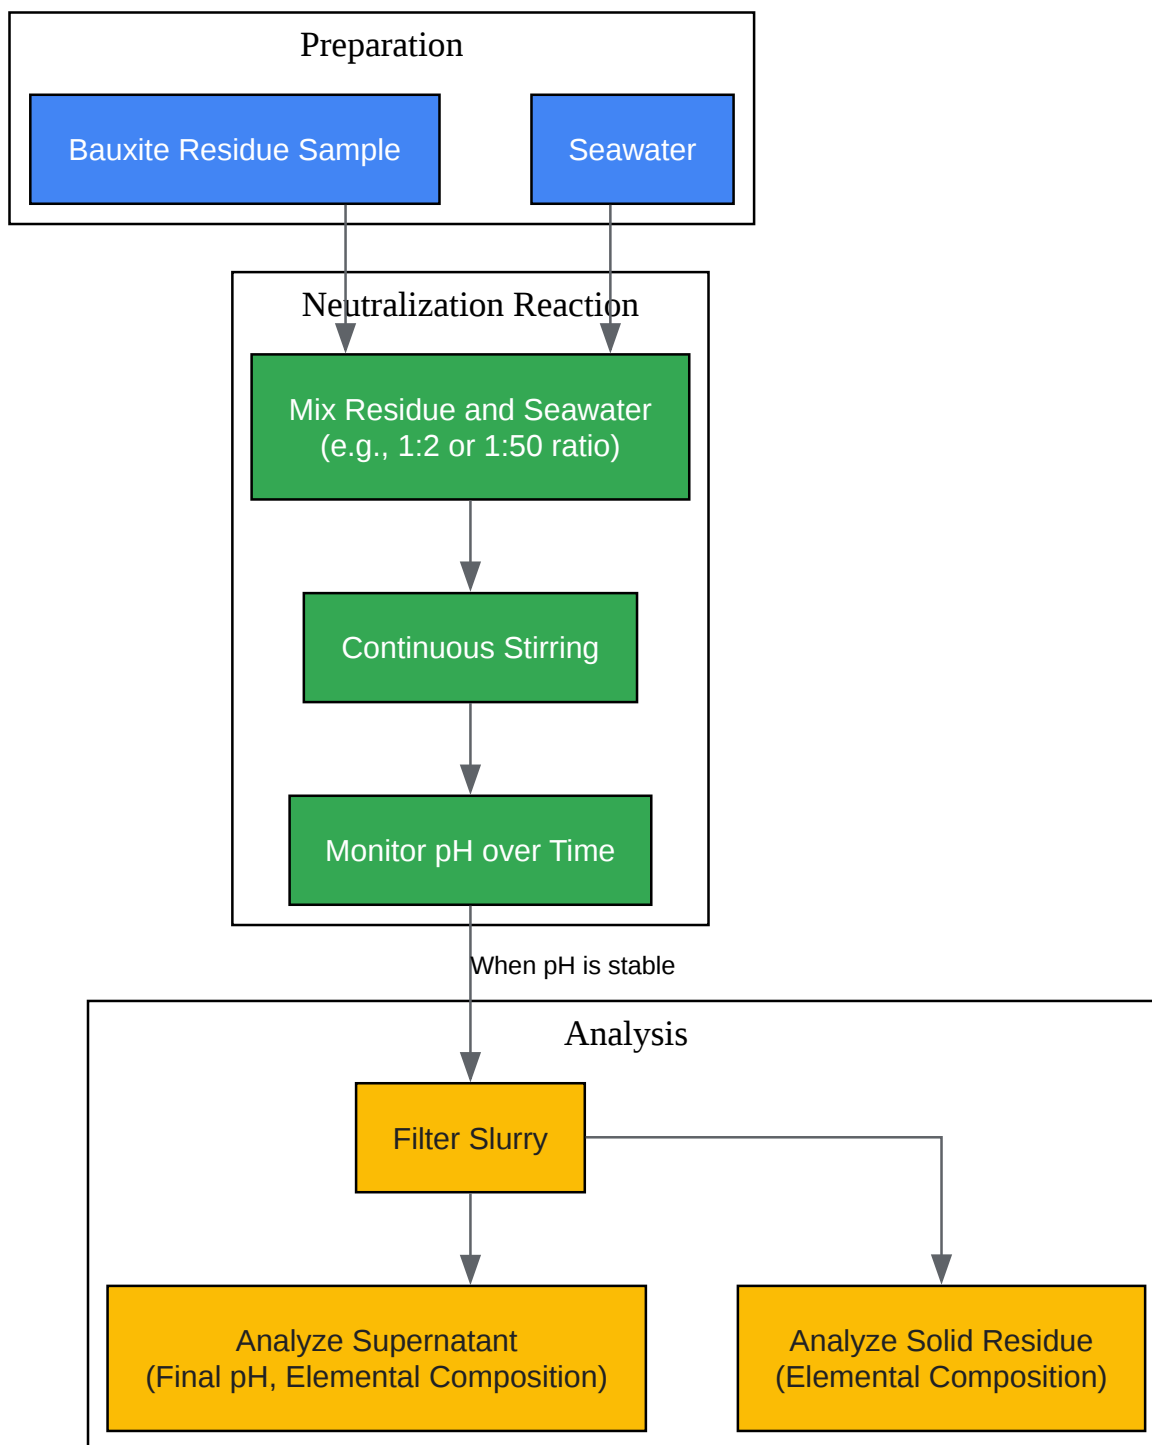 Preparation
Bauxite Residue Sample
Seawater
Neutralization Reaction
Mix Residue and Seawater
(e.g., 1:2 or 1:50 ratio)
Continuous Stirring
Monitor pH over Time
When pH is stable
Analysis
Filter Slurry
Analyze Supernatant
(Final pH, Elemental Composition)
Analyze Solid Residue
(Elemental Composition)